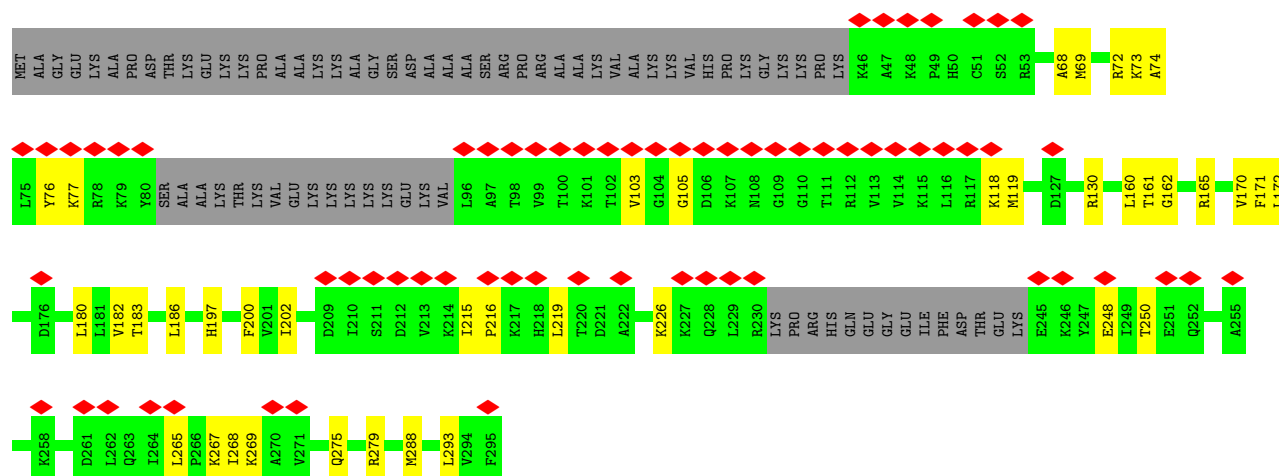 MET ALA GLY GLU LYS ALA PRO ASP THR LYS GLU LYS LYS PRO ALA ALA LYS LYS ALA GLY SER ASP ALA ALA ALA SER ARG PRO ARG ALA ALA LYS VAL ALA LYS LYS VAL HIS PRO LYS GLY LYS LYS PRO LYS K46 A47 K48 P49 H50 C51 S52 R53 A68 M69 R72 K73 A74
L75 Y76 K77 R78 K79 Y80 SER ALA ALA LYS THR LYS VAL GLU LYS LYS LYS LYS LYS GLU LYS VAL L96 A97 T98 V99 T100 K101 T102 V103 G104 G105 D106 K107 N108 G109 G110 T111 R112 V113 V114 K115 L116 R117 K118 M119 D127 R130 L160 T161 G162 R165 V170 F171 L172
D176 L180 L181 V182 T183 L186 H197 F200 V201 I202 D209 I210 S211 D212 V213 K214 I215 P216 K217 H218 L219 T220 D221 A222 K226 K227 Q228 L229 R230 LYS PRO ARG HIS GLN GLU GLY GLU ILE PHE ASP THR GLU LYS E245 K246 Y247 E248 I249 T250 E251 Q252 A255
K258 D261 L262 Q263 I264 L265 P266 K267 I268 K269 A270 V271 Q275 R279 M288 L293 V294 F295